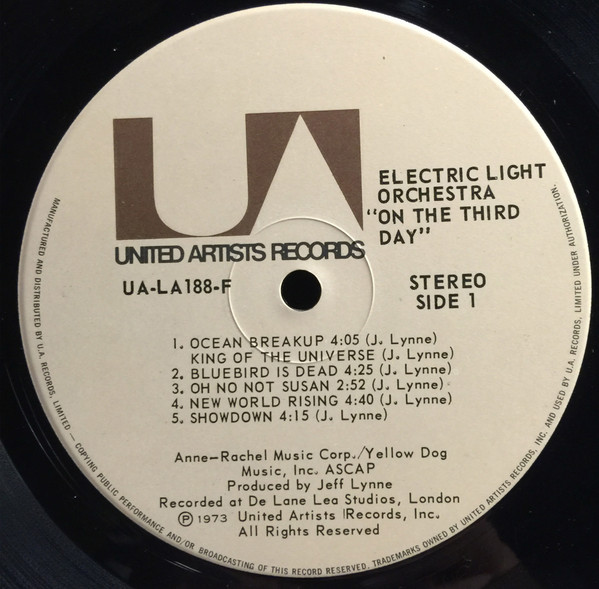 UA
ELECTRIC LIGHT
ORCHESTRA
"ON THE THIRD
DAY"
UNITED ARTISTS RECORDS
UA-LA188-F
STEREO
SIDE 1
1. OCEAN BREAKUP 4:05 (J. Lynne)
KING OF THE UNIVERSE (J. Lynne)
2. BLUEBIRD IS DEAD 4:25 (J. Lynne)
3. OH NO NOT SUSAN 2:52 (J. Lynne)
4. NEW WORLD RISING 4:40 (J. Lynne)
5. SHOWDOWN 4:15 (J. Lynne)
Anne-Rachel Music Corp./Yellow Dog
Music, Inc. ASCAP
Produced by Jeff Lynne
Recorded at De Lane Lea Studios, London
Ⓟ 1973 United Artists Records, Inc.
All Rights Reserved
MANUFACTURED AND DISTRIBUTED BY U.A. RECORDS, LIMITED — COPYING PUBLIC PERFORMANCE AND/OR BROADCASTING OF THIS RECORD RESERVED. TRADEMARKS OWNED BY UNITED ARTISTS RECORDS, INC. AND USED BY U.A. RECORDS, LIMITED UNDER AUTHORIZATION.